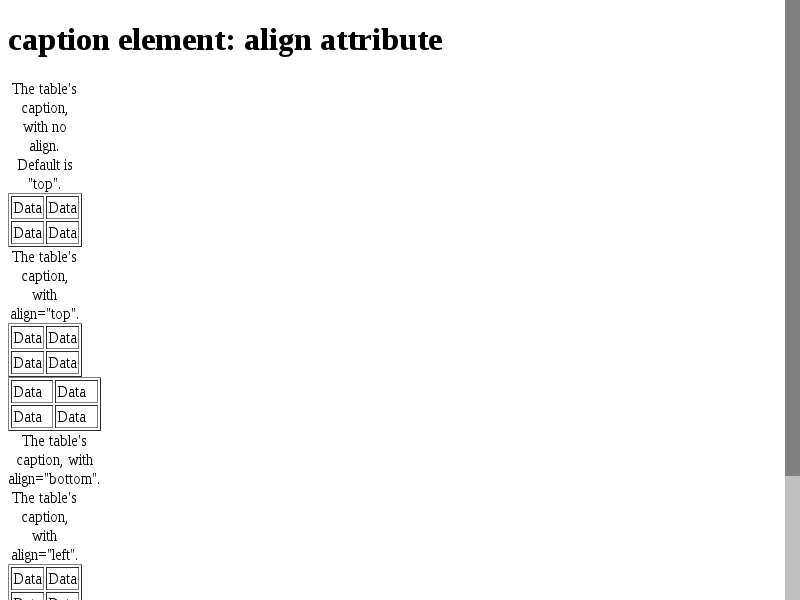 caption element: align attribute
The table's
caption,
with no
align.
Default is
"top".
Data Data
Data Data
The table's
caption,
with
align="top".
Data Data
Data Data
Data Data
Data Data
The table's
caption, with
align="bottom".
The table's
caption,
with
align="left".
Data Data